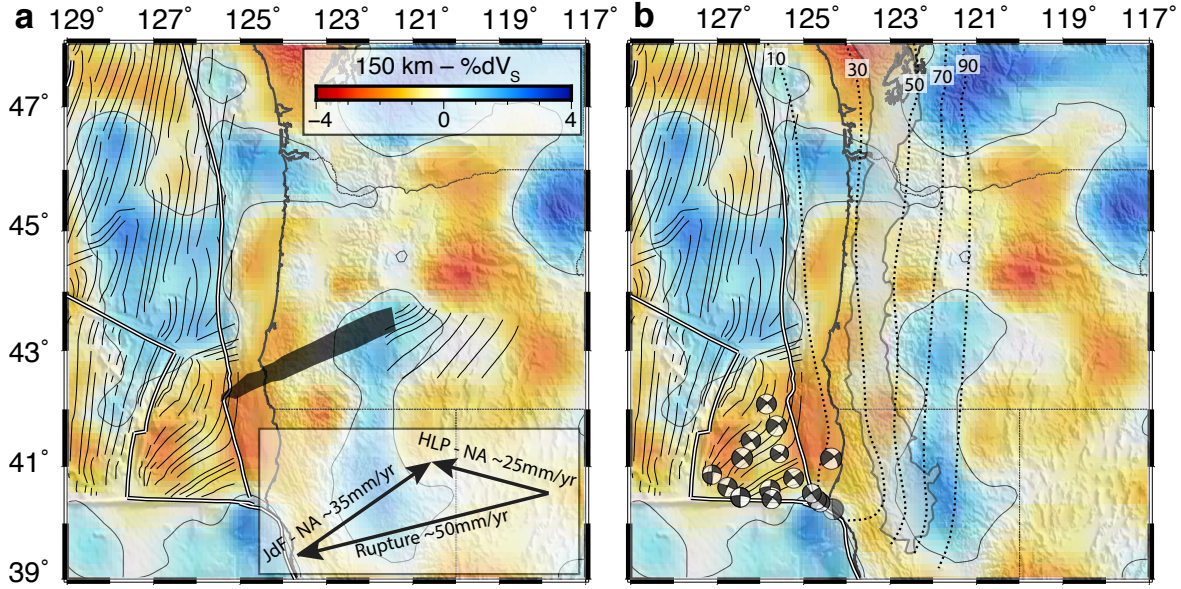 a
b
129° 127° 125° 123° 121° 119° 117°
127° 125° 123° 121° 119° 117°
150 km – %dVS
−4 0 4
47°
45°
43°
41°
39°
10
30
50
70
90
HLP - NA ~25mm/yr
JdF - NA ~35mm/yr
Rupture ~50mm/yr